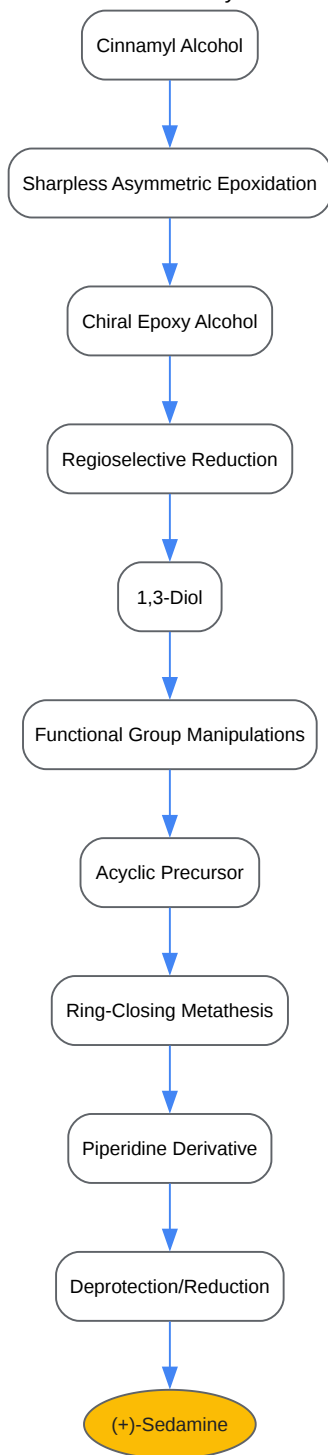 Cinnamyl Alcohol
Sharpless Asymmetric Epoxidation
Chiral Epoxy Alcohol
Regioselective Reduction
1,3-Diol
Functional Group Manipulations
Acyclic Precursor
Ring-Closing Metathesis
Piperidine Derivative
Deprotection/Reduction
(+)-Sedamine